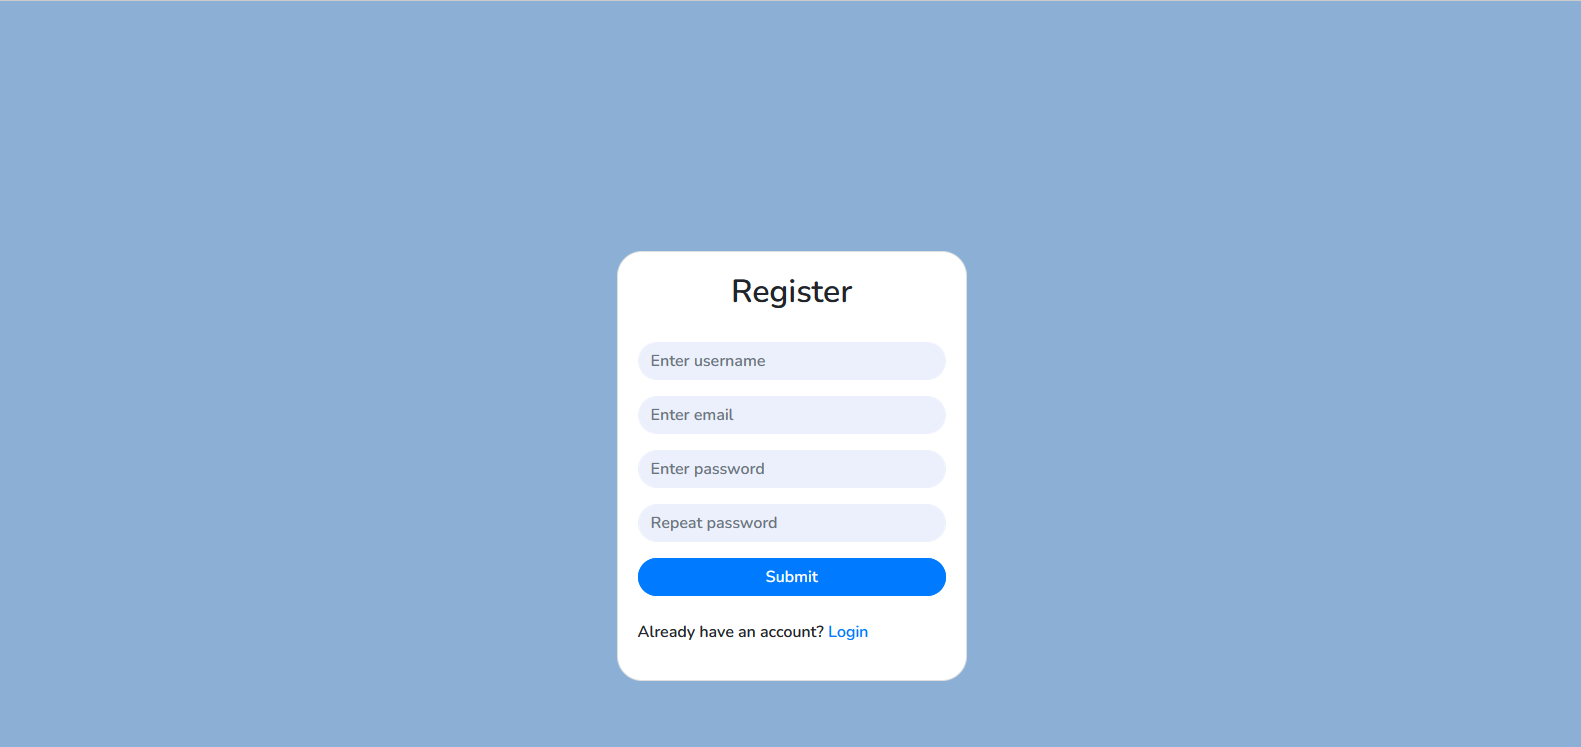 Register
Enter username
Enter email
Enter password
Repeat password
Submit
Already have an account? Login